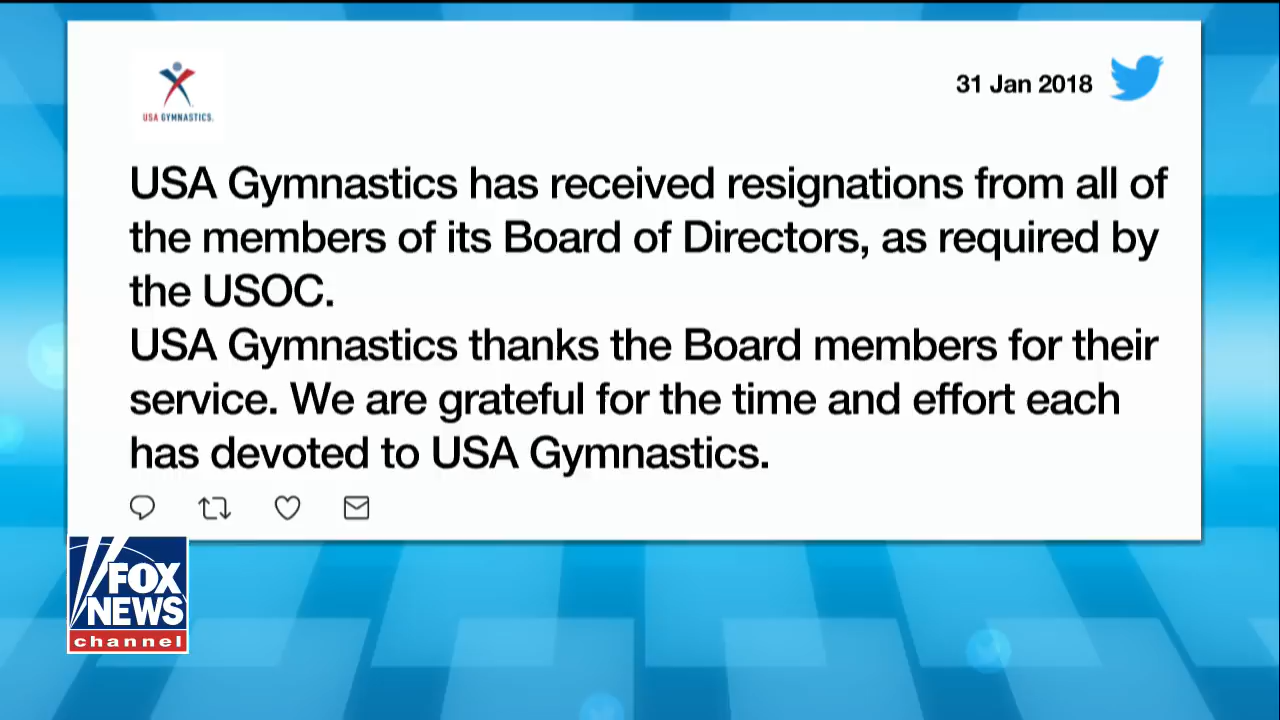 USA GYMNASTICS.
31 Jan 2018
USA Gymnastics has received resignations from all of
the members of its Board of Directors, as required by
the USOC.
USA Gymnastics thanks the Board members for their
service. We are grateful for the time and effort each
has devoted to USA Gymnastics.
FOX
NEWS
channel